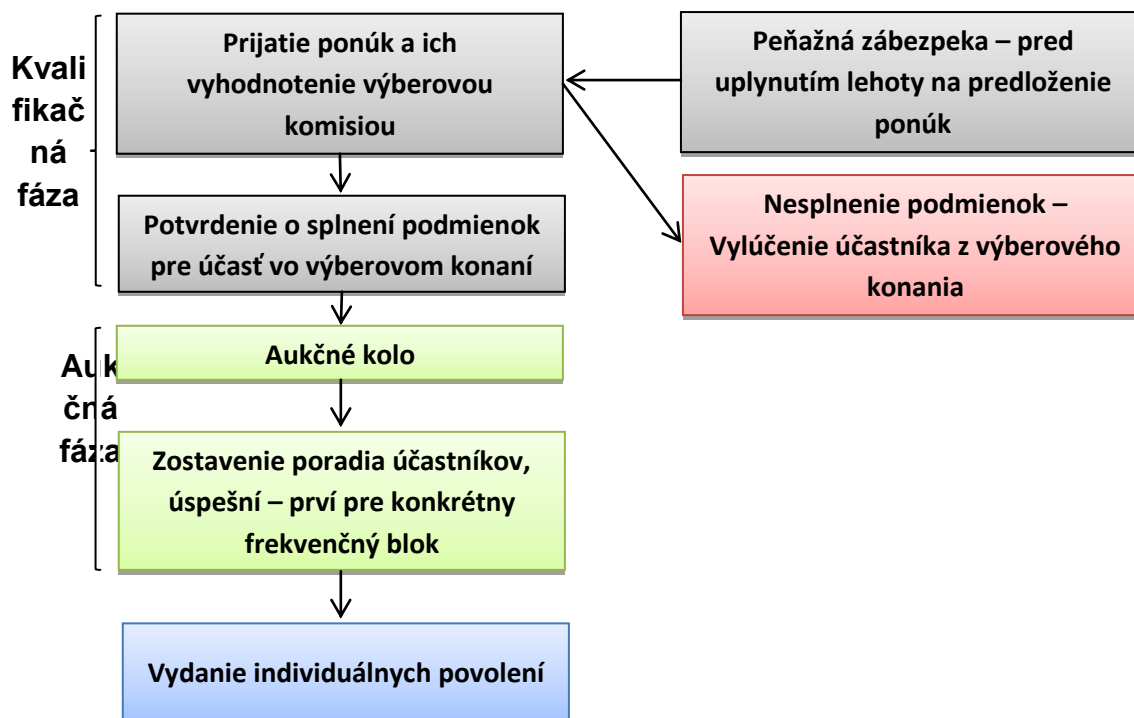 Kvali
fikač
ná
fáza
Prijatie ponúk a ich
vyhodnotenie výberovou
komisiou
Peňažná zábezpeka – pred
uplynutím lehoty na predloženie
ponúk
Potvrdenie o splnení podmienok
pre účasť vo výberovom konaní
Nesplnenie podmienok –
Vylúčenie účastníka z výberového
konania
Auk
čná
fáza
Aukčné kolo
Zostavenie poradia účastníkov,
úspešní – prví pre konkrétny
frekvenčný blok
Vydanie individuálnych povolení